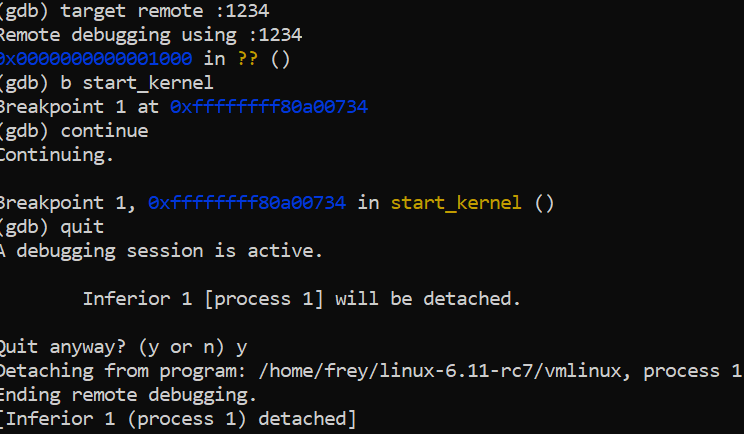 (gdb) target remote :1234
Remote debugging using :1234
0x0000000000001000 in ?? ()
(gdb) b start_kernel
Breakpoint 1 at 0xffffffff80a00734
(gdb) continue
Continuing.
Breakpoint 1, 0xffffffff80a00734 in start_kernel ()
(gdb) quit
A debugging session is active.
Inferior 1 [process 1] will be detached.
Quit anyway? (y or n) y
Detaching from program: /home/frey/linux-6.11-rc7/vmlinux, process 1
Ending remote debugging.
[Inferior 1 (process 1) detached]